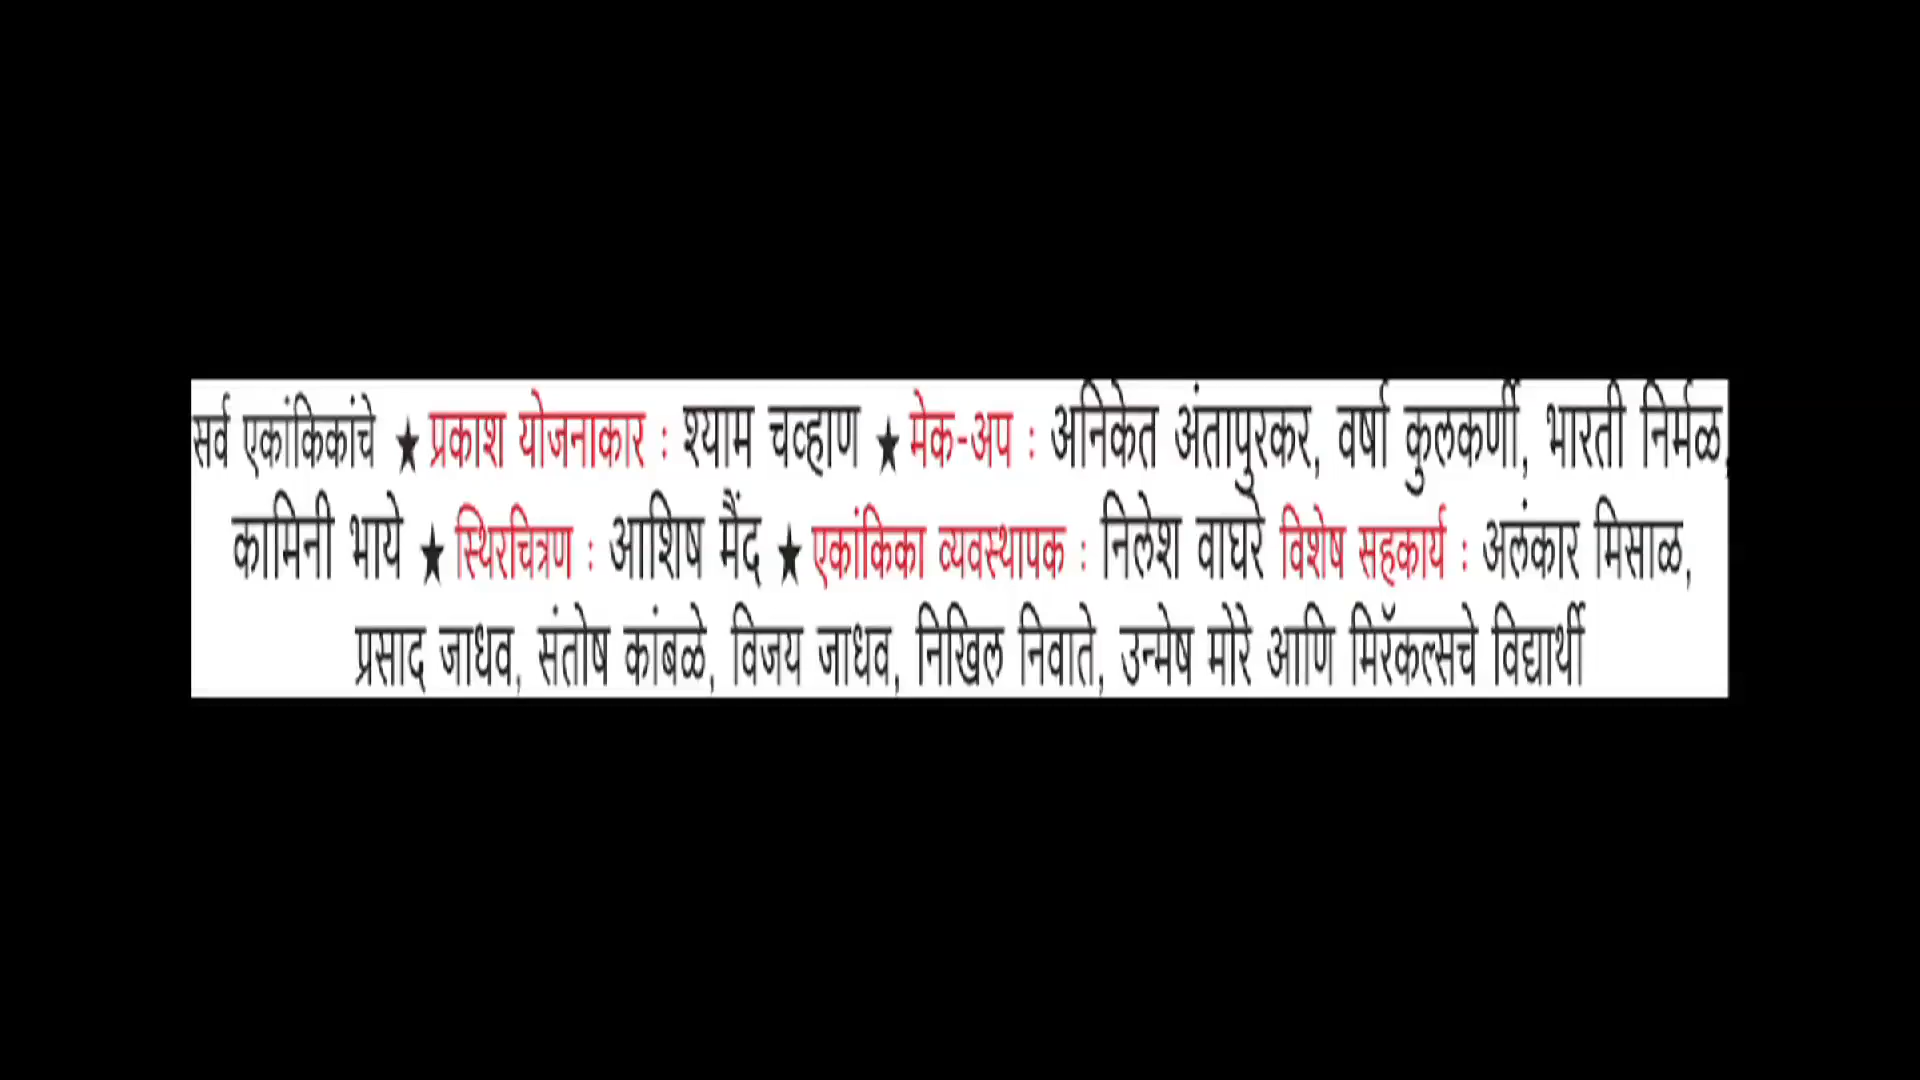 सर्व एकांकिकांचे ★ प्रकाश योजनाकार : श्याम चव्हाण ★ मेक-अप : अनिकेत अंतापुरकर, वर्षा कुलकर्णी, भारती निर्मळ,
कामिनी भाये ★ स्थिरचित्रण : आशिष मैंद ★ एकांकिका व्यवस्थापक : निलेश वाघरे विशेष सहकार्य : अलंकार मिसाळ,
प्रसाद जाधव, संतोष कांबळे, विजय जाधव, निखिल निवाते, उन्मेष मोरे आणि मिरॅकल्सचे विद्यार्थी